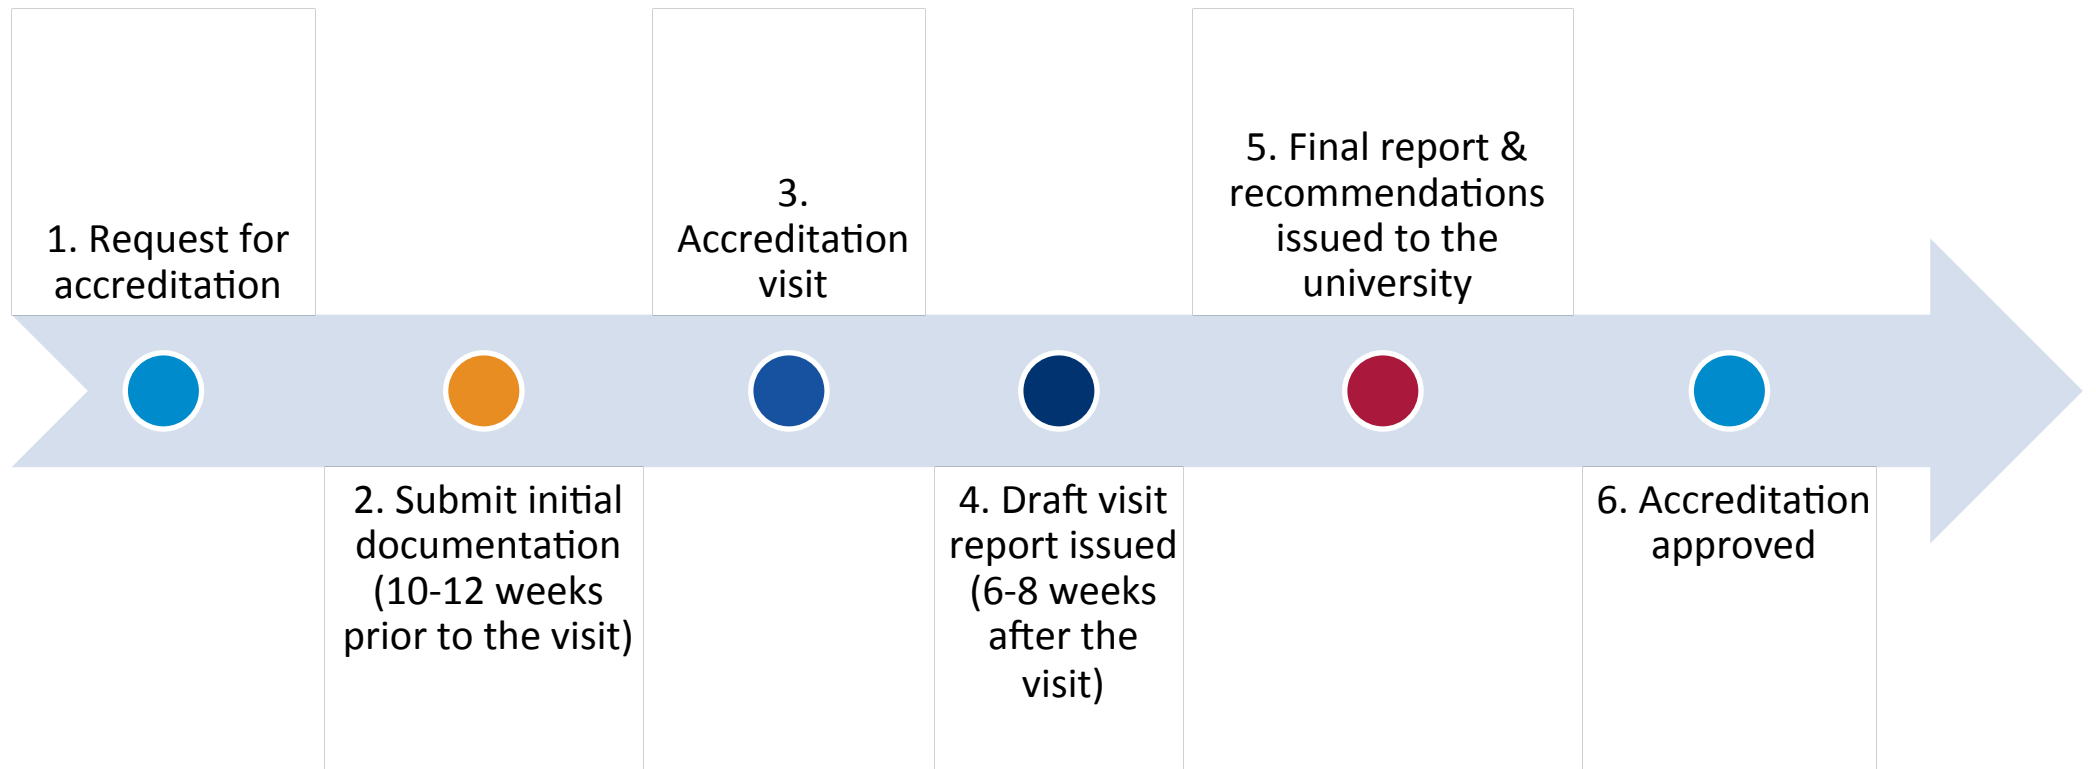 1. Request for
accreditation
2. Submit initial
documentation
(10-12 weeks
prior to the visit)
3.
Accreditation
visit
4. Draft visit
report issued
(6-8 weeks
after the
visit)
5. Final report &
recommendations
issued to the
university
6. Accreditation
approved